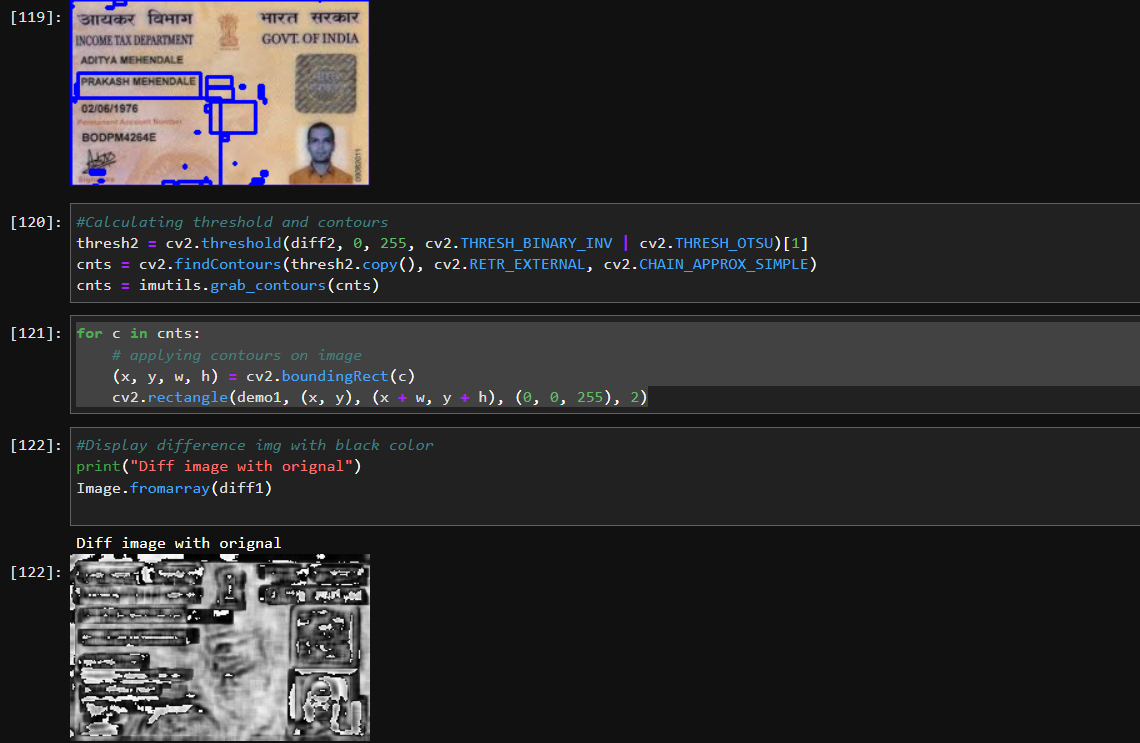 [119]:
आयकर विभाग
भारत सरकार
INCOME TAX DEPARTMENT
GOVT. OF INDIA
ADITYA MEHENDALE
PRAKASH MEHENDALE
02/06/1976
Permanent Account Number
BODPM4264E
Signature
09082011
[120]:
#Calculating threshold and contours
thresh2 = cv2.threshold(diff2, 0, 255, cv2.THRESH_BINARY_INV | cv2.THRESH_OTSU)[1]
cnts = cv2.findContours(thresh2.copy(), cv2.RETR_EXTERNAL, cv2.CHAIN_APPROX_SIMPLE)
cnts = imutils.grab_contours(cnts)
[121]:
for c in cnts:
# applying contours on image
(x, y, w, h) = cv2.boundingRect(c)
cv2.rectangle(demo1, (x, y), (x + w, y + h), (0, 0, 255), 2)
[122]:
#Display difference img with black color
print("Diff image with orignal")
Image.fromarray(diff1)
Diff image with orignal
[122]: